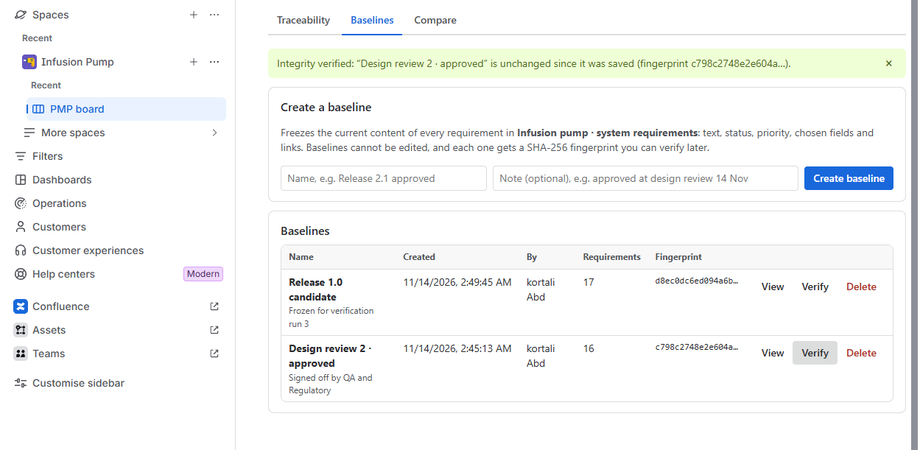 Spaces
Recent
Infusion Pump
Recent
PMP board
More spaces
Filters
Dashboards
Operations
Customers
Customer experiences
Help centers Modern
Confluence
Assets
Teams
Customise sidebar
Traceability Baselines Compare
Integrity verified: “Design review 2 · approved” is unchanged since it was saved (fingerprint c798c2748e2e604a…).
Create a baseline
Freezes the current content of every requirement in Infusion pump · system requirements: text, status, priority, chosen fields and
links. Baselines cannot be edited, and each one gets a SHA-256 fingerprint you can verify later.
Name, e.g. Release 2.1 approved Note (optional), e.g. approved at design review 14 Nov Create baseline
Baselines
Name Created By Requirements Fingerprint
Release 1.0 11/14/2026, 2:49:45 AM kortali 17 d8ec0dc6ed094a6b… View Verify Delete
candidate Abd
Frozen for verification
run 3
Design review 2 · 11/14/2026, 2:45:13 AM kortali 16 c798c2748e2e604a… View Verify Delete
approved Abd
Signed off by QA and
Regulatory